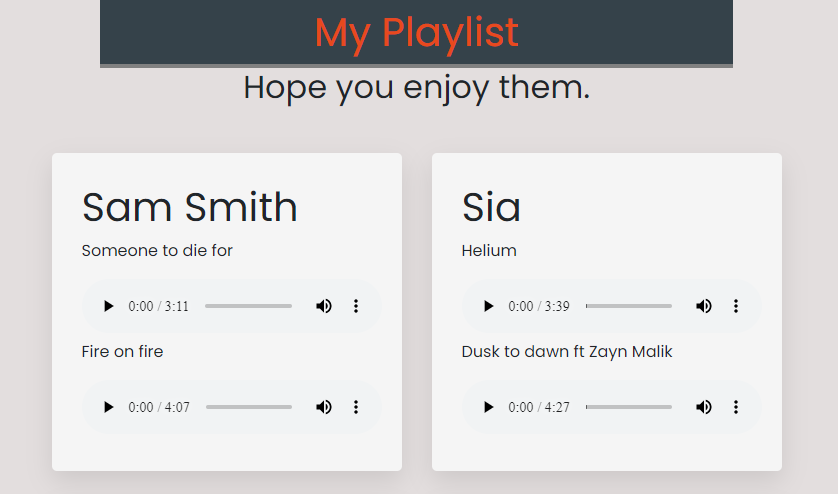 My Playlist
Hope you enjoy them.
Sam Smith
Someone to die for
0:00 / 3:11
Fire on fire
0:00 / 4:07
Sia
Helium
0:00 / 3:39
Dusk to dawn ft Zayn Malik
0:00 / 4:27